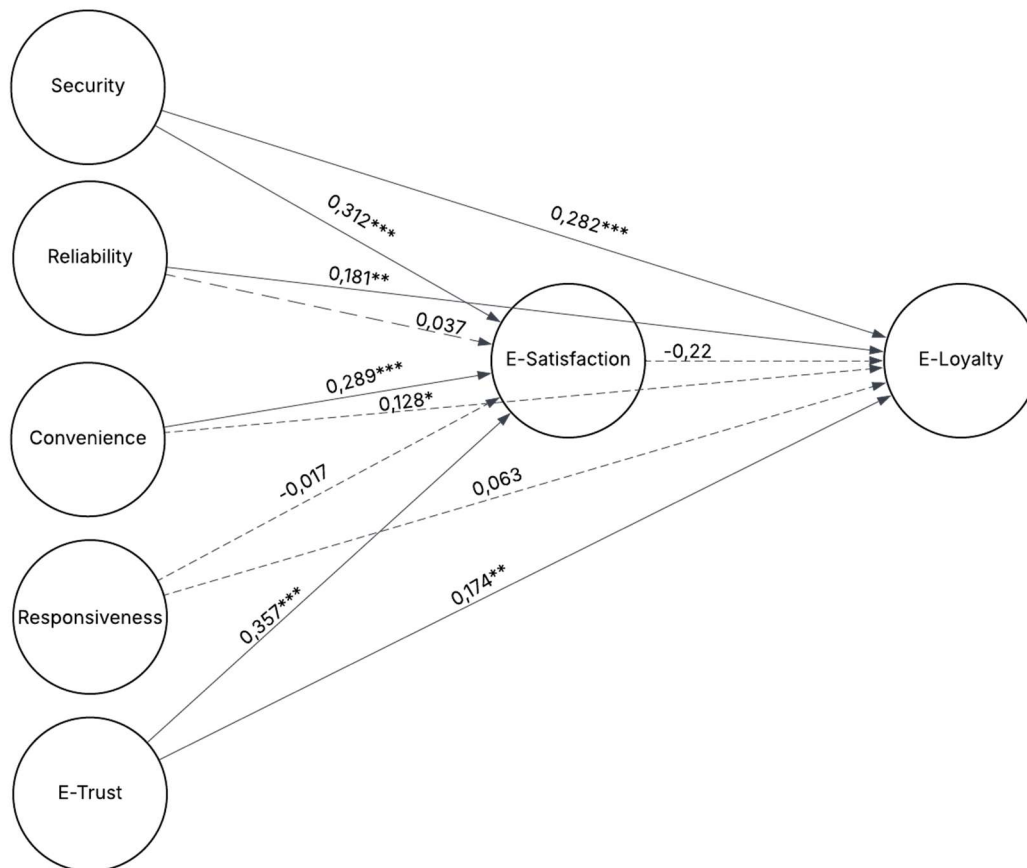 Security
0,312***
0,282***
Reliability
0,181**
0,037
E-Satisfaction
-0,22
E-Loyalty
0,289***
0,128*
Convenience
-0,017
0,063
Responsiveness
0,357***
0,174**
E-Trust